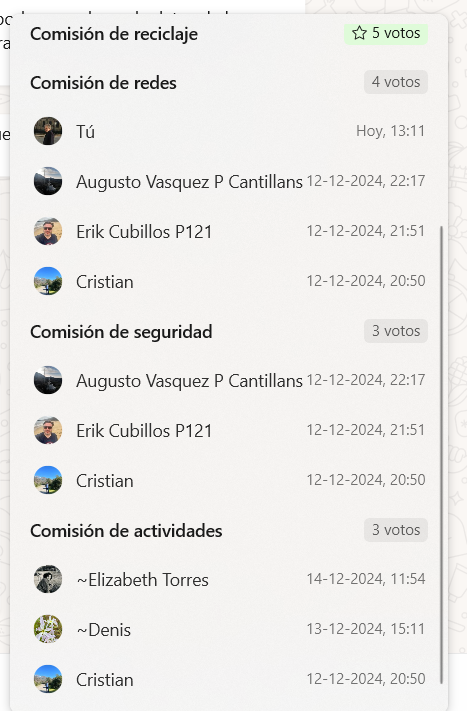 Comisión de reciclaje
5 votos
Comisión de redes
4 votos
Tú
Hoy, 13:11
Augusto Vasquez P Cantillans
12-12-2024, 22:17
Erik Cubillos P121
12-12-2024, 21:51
Cristian
12-12-2024, 20:50
Comisión de seguridad
3 votos
Augusto Vasquez P Cantillans
12-12-2024, 22:17
Erik Cubillos P121
12-12-2024, 21:51
Cristian
12-12-2024, 20:50
Comisión de actividades
3 votos
~Elizabeth Torres
14-12-2024, 11:54
~Denis
13-12-2024, 15:11
Cristian
12-12-2024, 20:50